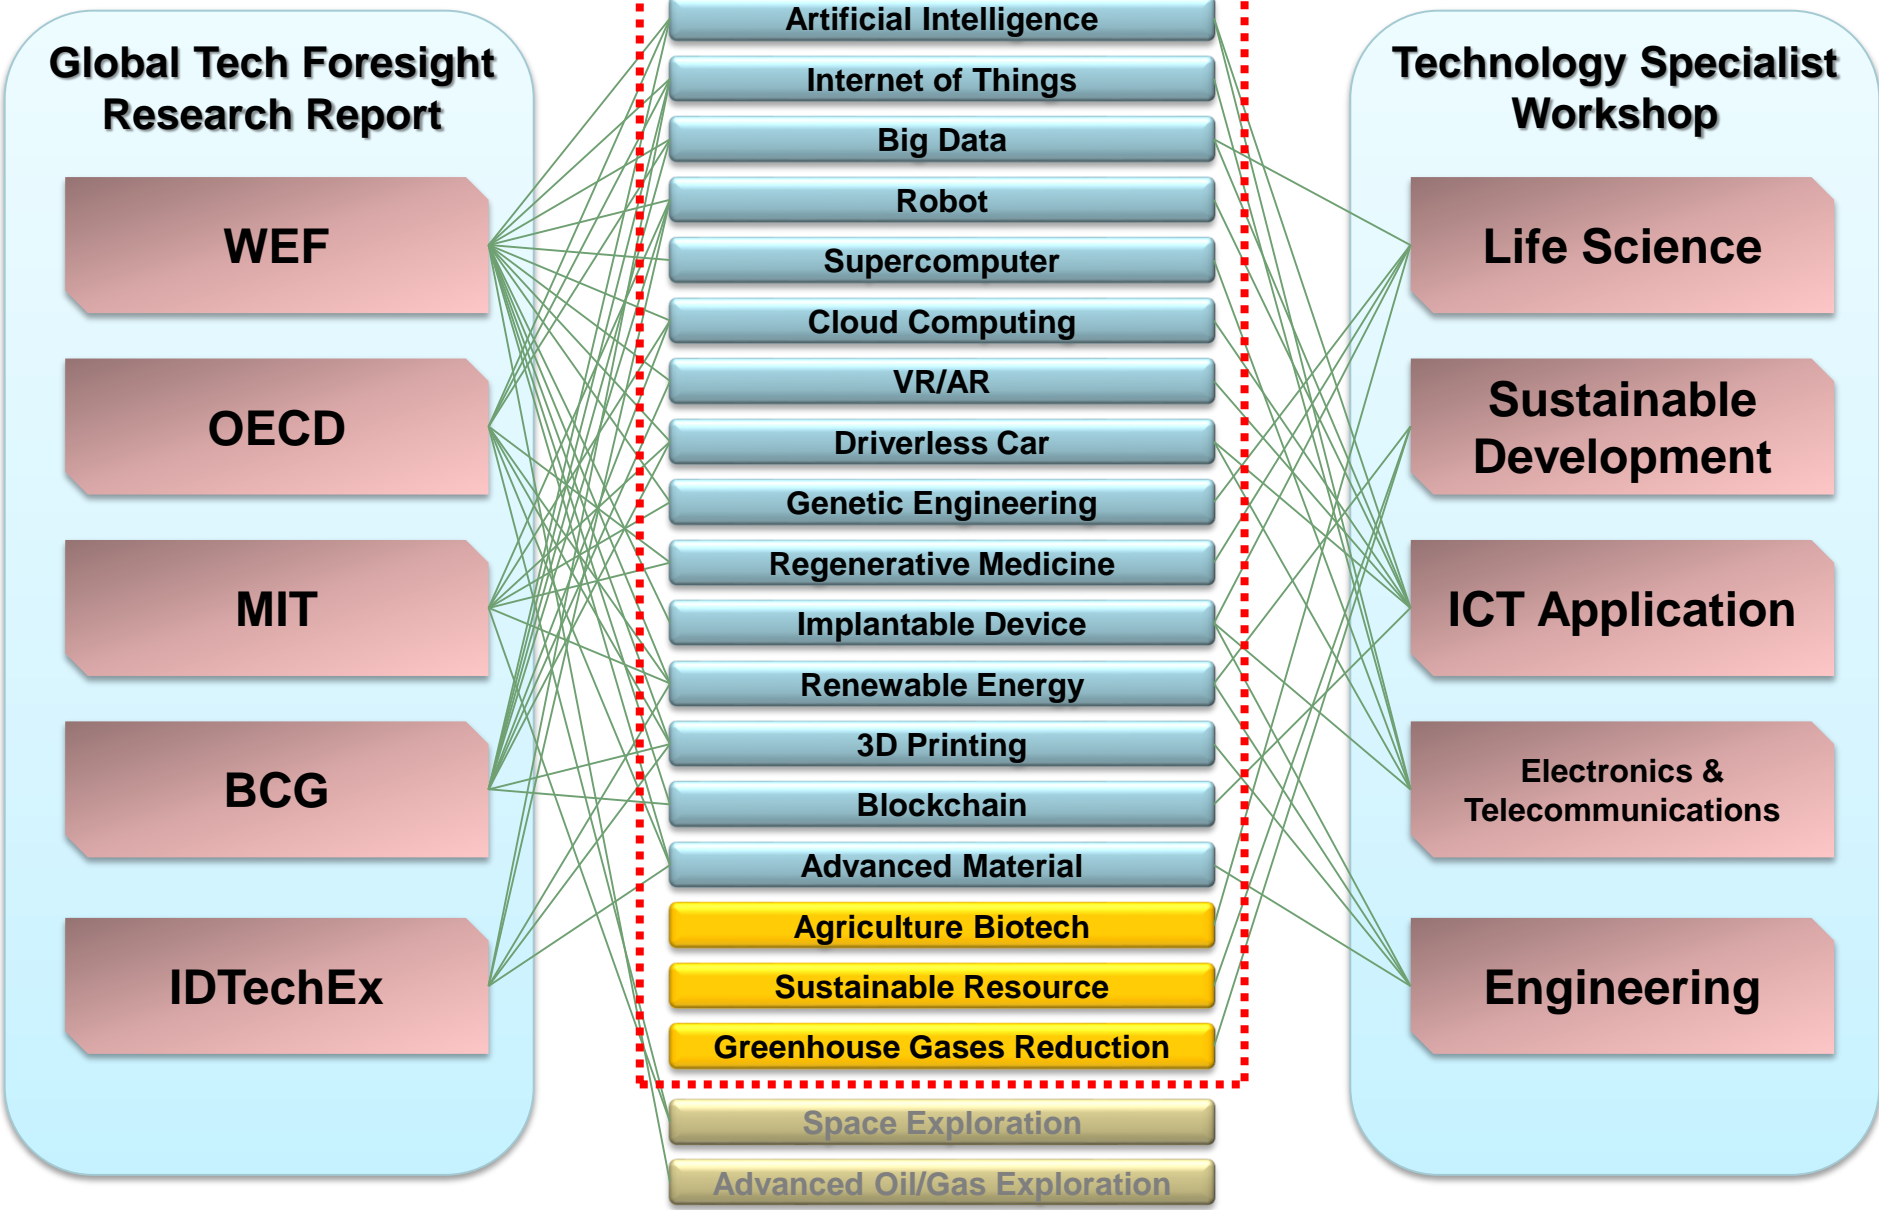 Global Tech Foresight
Research Report
WEF
OECD
MIT
BCG
IDTechEx
Artificial Intelligence
Internet of Things
Big Data
Robot
Supercomputer
Cloud Computing
VR/AR
Driverless Car
Genetic Engineering
Regenerative Medicine
Implantable Device
Renewable Energy
3D Printing
Blockchain
Advanced Material
Agriculture Biotech
Sustainable Resource
Greenhouse Gases Reduction
Space Exploration
Advanced Oil/Gas Exploration
Technology Specialist
Workshop
Life Science
Sustainable
Development
ICT Application
Electronics &
Telecommunications
Engineering